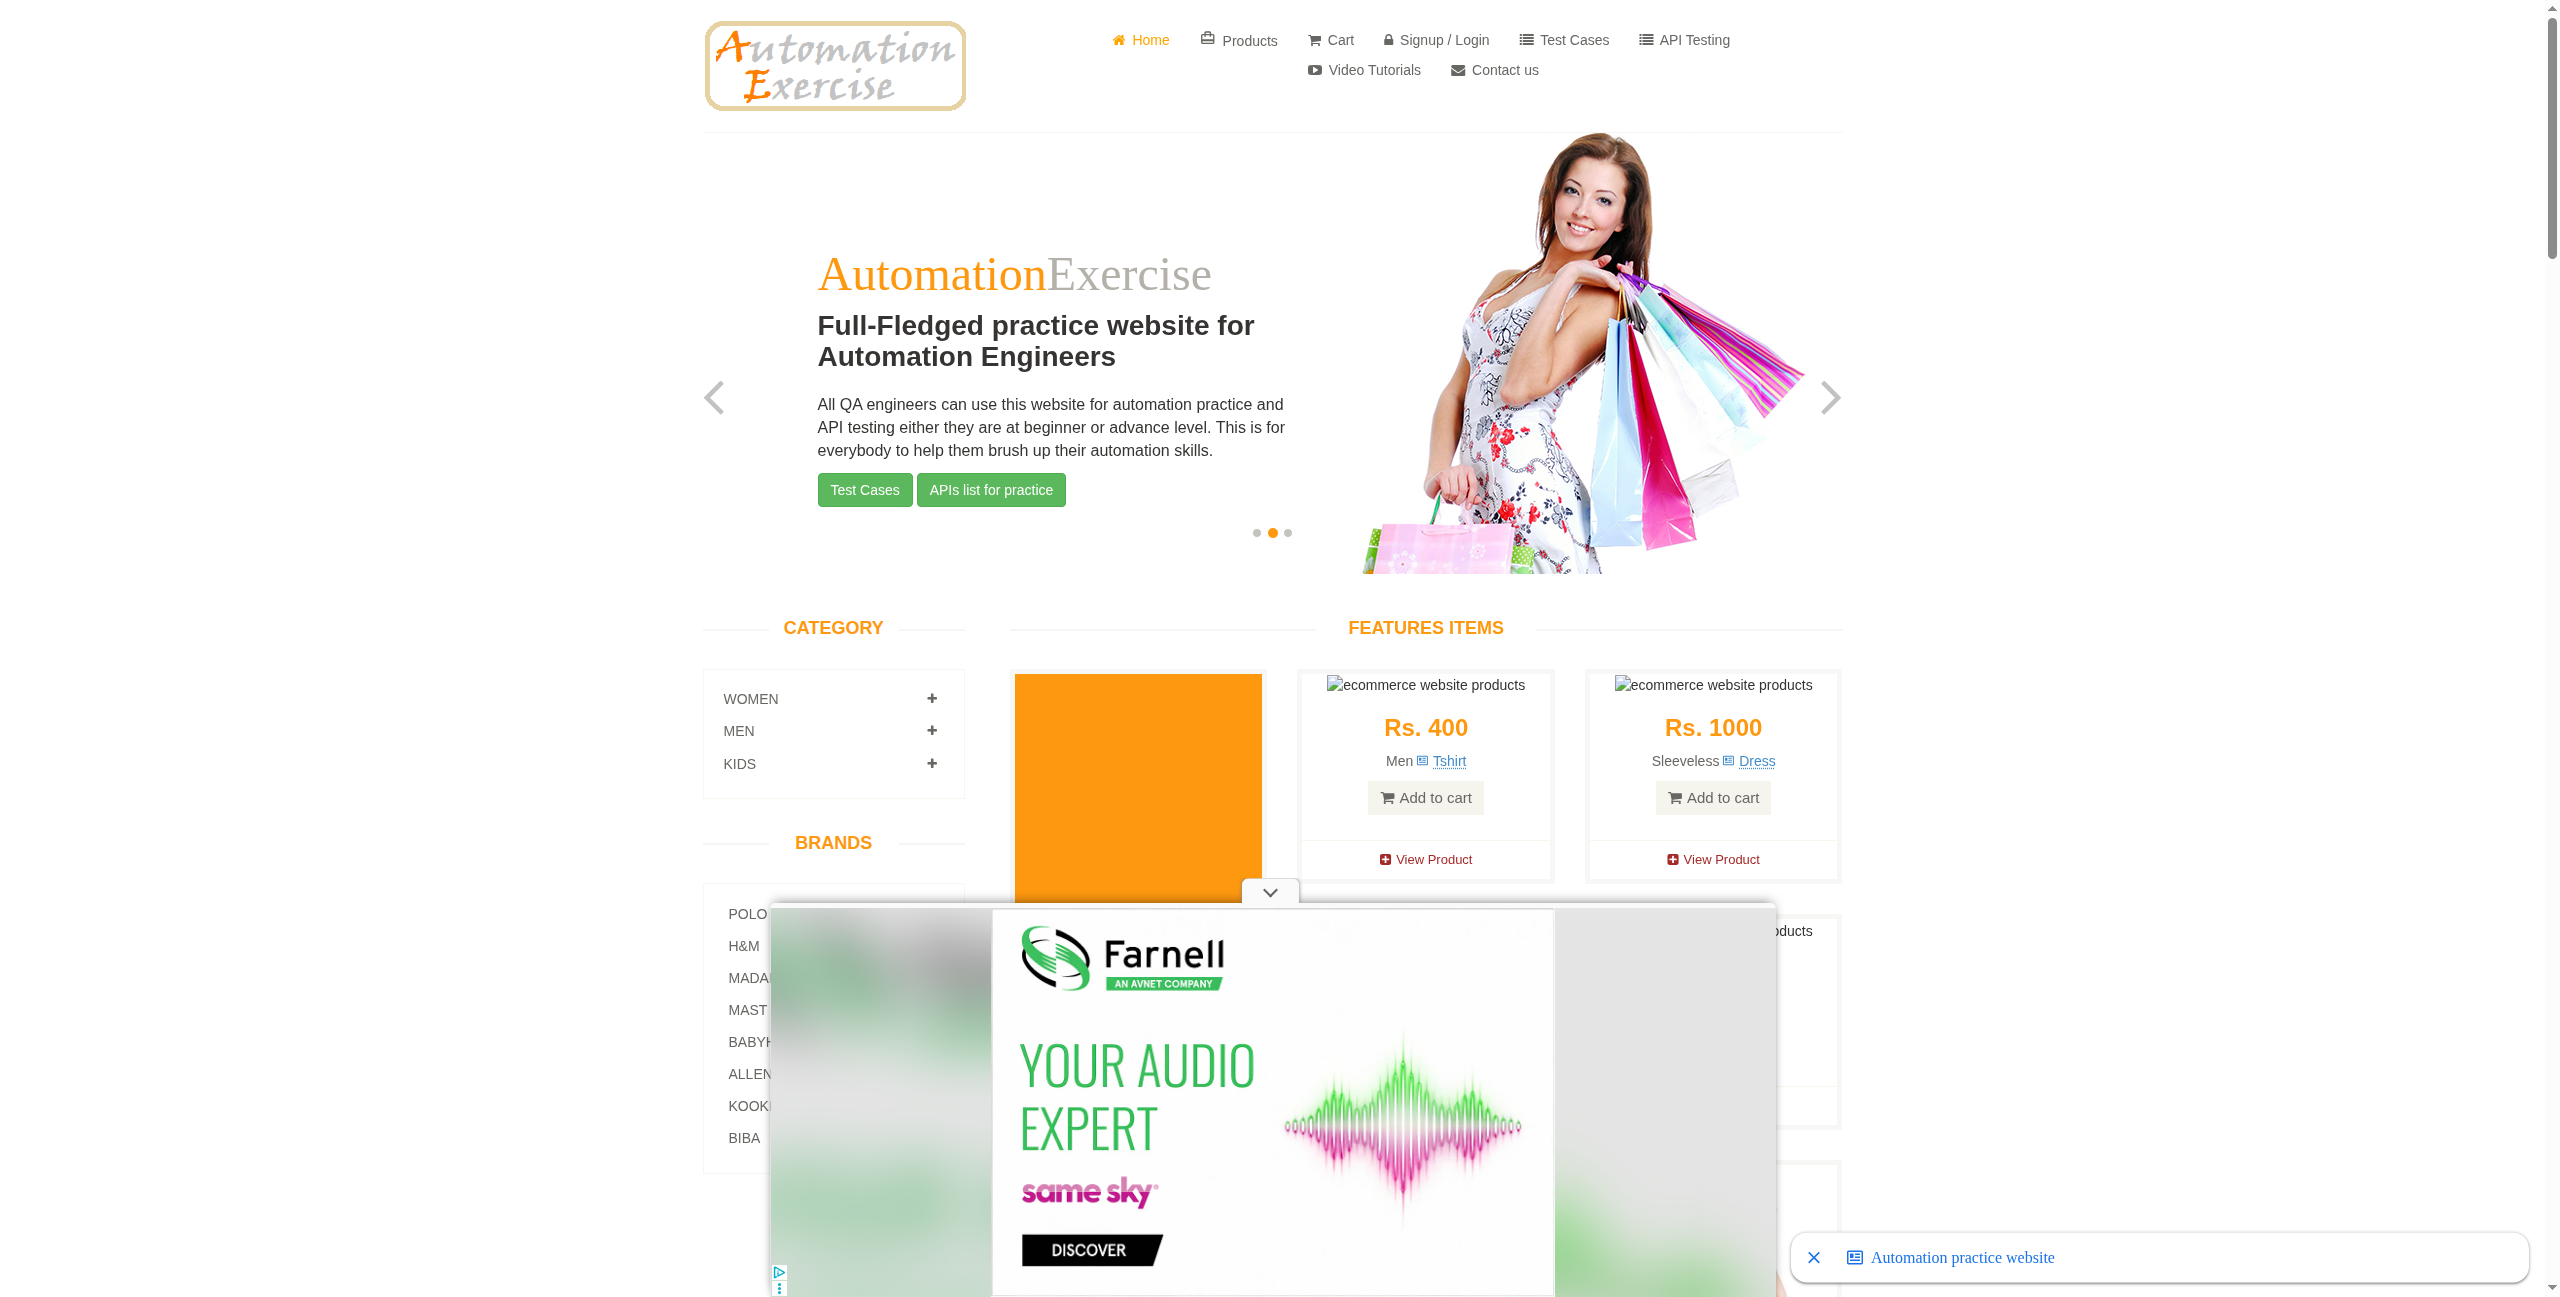 Automation
Exercise
Home
Products
Cart
Signup / Login
Test Cases
API Testing
Video Tutorials
Contact us
AutomationExercise
Full-Fledged practice website for
Automation Engineers
All QA engineers can use this website for automation practice and
API testing either they are at beginner or advance level. This is for
everybody to help them brush up their automation skills.
Test Cases
APIs list for practice
CATEGORY
WOMEN
MEN
KIDS
BRANDS
POLO
H&M
MAST
BIBA
FEATURES ITEMS
ecommerce website products
Rs. 400
Men Tshirt
Add to cart
View Product
ecommerce website products
Rs. 1000
Sleeveless Dress
Add to cart
View Product
Farnell
AN AVNET COMPANY
YOUR AUDIO
EXPERT
same sky
DISCOVER
Automation practice website